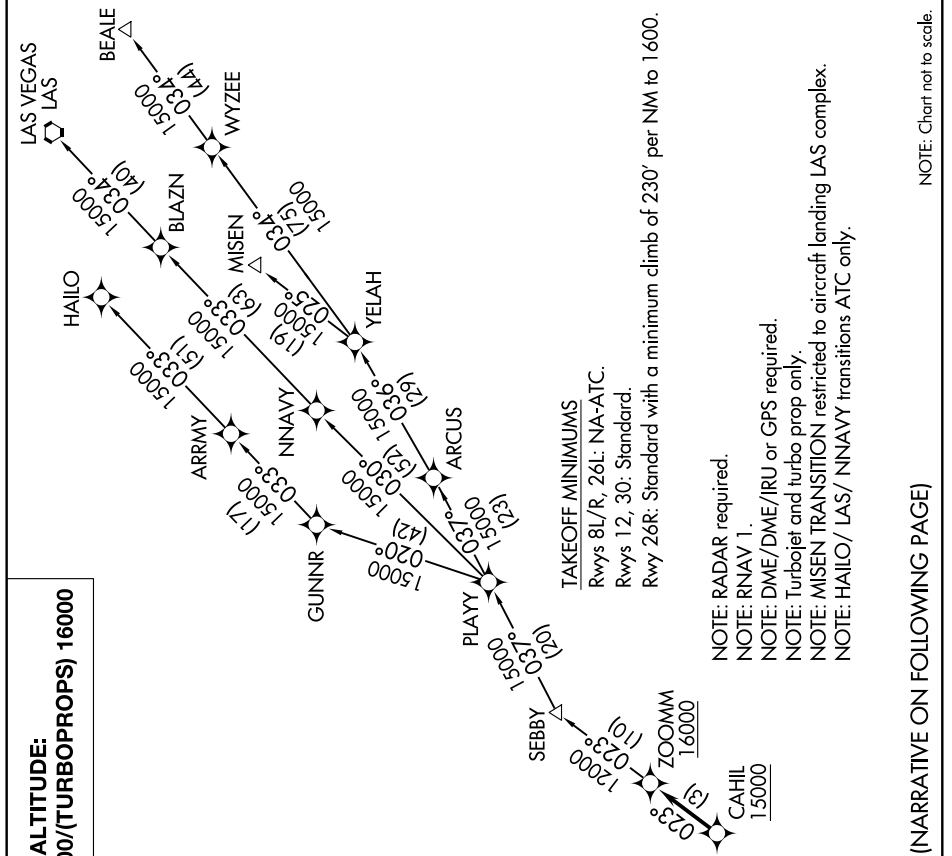 ALTITUDE:
00/(TURBOPROPS) 16000
LAS VEGAS
LAS
BEALE
15000
034°
(44)
WYZEE
15000
034°
(40)
BLAZN
HAILO
MISEN
034°
(75)
15000
15000
033°
(63)
(19)
15000
025°
YELAH
15000
033°
(51)
ARRMY
NNAVY
15000
036°
(29)
ARCUS
(17)
15000
033°
GUNNR
15000
030°
(52)
15000
020°
(42)
037°
15000
(23)
PLAYY
15000
037°
(20)
SEBBY
12000
023°
(10)
ZOOMM
16000
023°
(3)
CAHIL
15000
TAKEOFF MINIMUMS
Rwys 8L/R, 26L: NA-ATC.
Rwys 12, 30: Standard.
Rwy 26R: Standard with a minimum climb of 230' per NM to 1600.
NOTE: RADAR required.
NOTE: RNAV 1.
NOTE: DME/DME/IRU or GPS required.
NOTE: Turbojet and turbo prop only.
NOTE: MISEN TRANSITION restricted to aircraft landing LAS complex.
NOTE: HAILO/ LAS/ NNAVY transitions ATC only.
(NARRATIVE ON FOLLOWING PAGE)
NOTE: Chart not to scale.